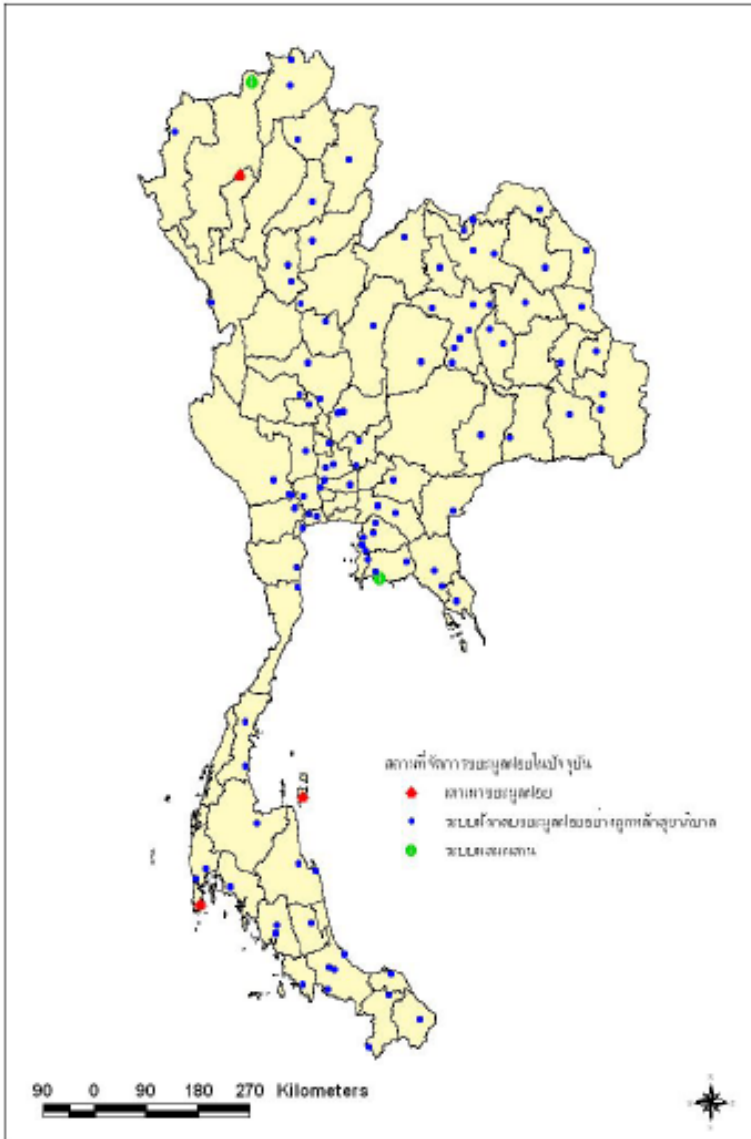 สถานที่จัดการขยะมูลฝอยในปัจจุบัน
เตาเผาขยะมูลฝอย
ระบบฝังกลบขยะมูลฝอยอย่างถูกหลักสุขาภิบาล
ระบบผสมผสาน
90 0 90 180 270 Kilometers